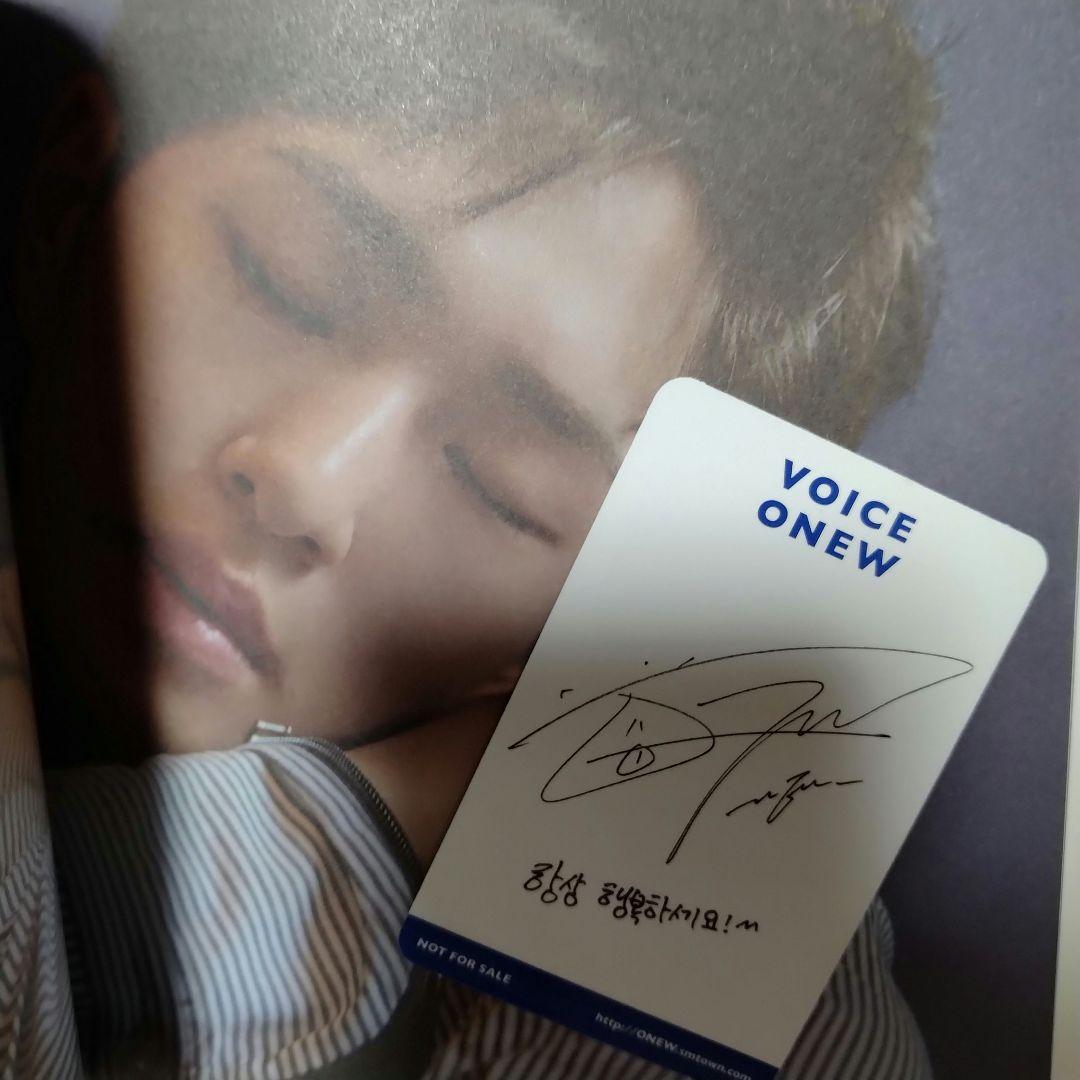 VOICE
ONEW
항상 행복하세요!~
NOT FOR SALE
http://ONEW.smtown.com